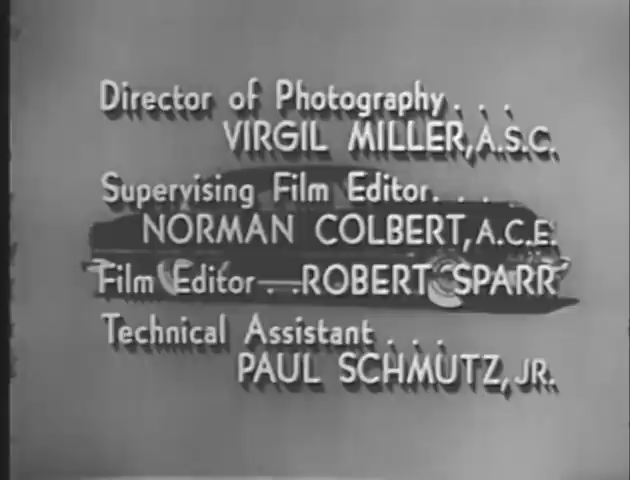 Director of Photography . . .
VIRGIL MILLER, A.S.C.
Supervising Film Editor. . . .
NORMAN COLBERT, A.C.E.
Film Editor . . . ROBERT SPARR
Technical Assistant . . .
PAUL SCHMUTZ, JR.